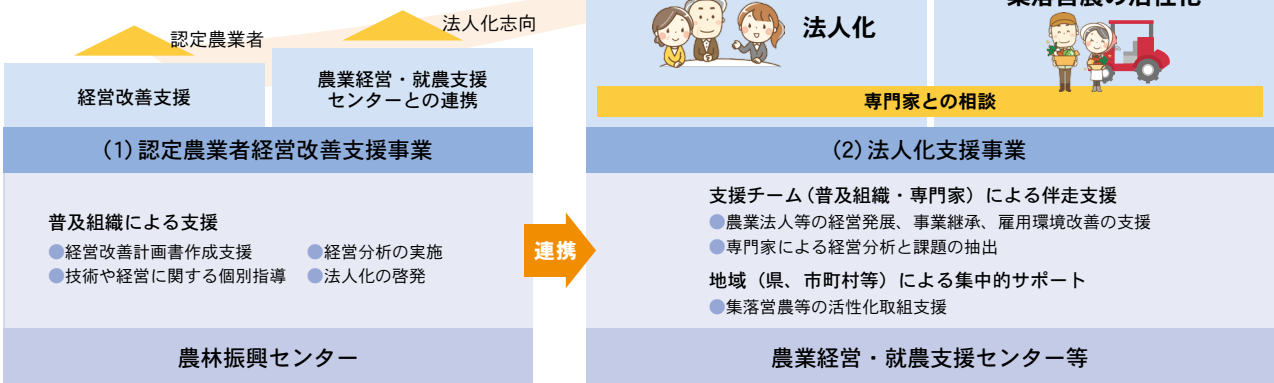 認定農業者
法人化志向
経営改善支援
農業経営・就農支援
センターとの連携
法人化
専門家との相談
(1)認定農業者経営改善支援事業
普及組織による支援
●経営改善計画書作成支援
●経営分析の実施
●技術や経営に関する個別指導
●法人化の啓発
農林振興センター
連携
(2)法人化支援事業
支援チーム(普及組織・専門家)による伴走支援
●農業法人等の経営発展、事業継承、雇用環境改善の支援
●専門家による経営分析と課題の抽出
地域(県、市町村等)による集中的サポート
●集落営農等の活性化取組支援
農業経営・就農支援センター等